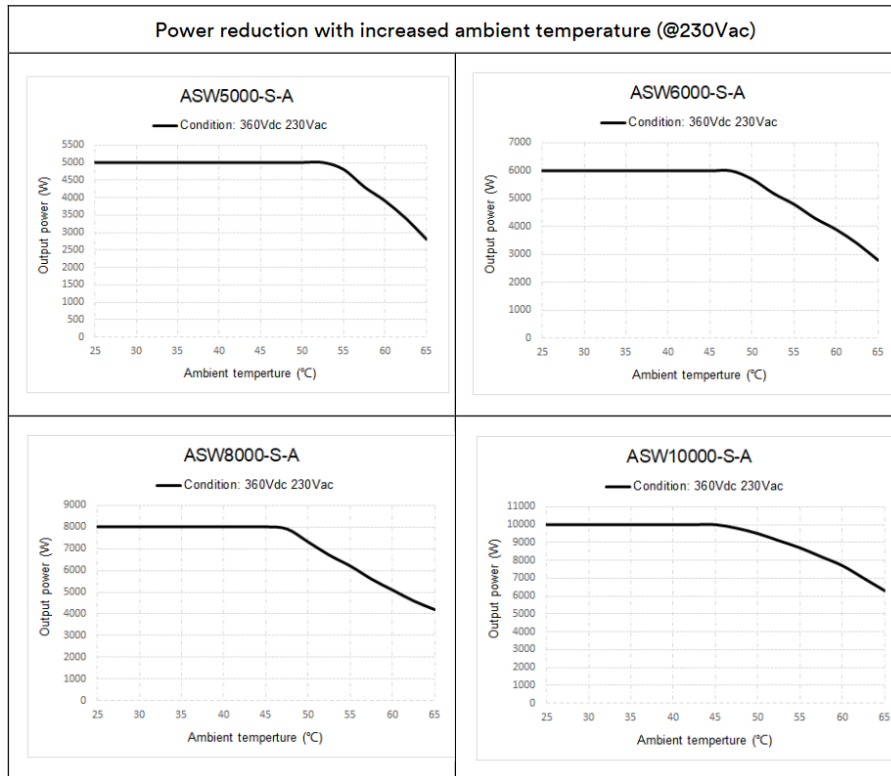 Power reduction with increased ambient temperature (@230Vac)
ASW5000-S-A
Condition: 360Vdc 230Vac
Output power (W)
5500
5000
4500
4000
3500
3000
2500
2000
1500
1000
500
0
25 30 35 40 45 50 55 60 65
Ambient temperture (℃)
ASW6000-S-A
Condition: 360Vdc 230Vac
Output power (W)
7000
6000
5000
4000
3000
2000
1000
0
25 30 35 40 45 50 55 60 65
Ambient temperture (℃)
ASW8000-S-A
Condition: 360Vdc 230Vac
Output power (W)
9000
8000
7000
6000
5000
4000
3000
2000
1000
0
25 30 35 40 45 50 55 60 65
Ambient temperture (℃)
ASW10000-S-A
Condition: 360Vdc 230Vac
Output power (W)
11000
10000
9000
8000
7000
6000
5000
4000
3000
2000
1000
0
25 30 35 40 45 50 55 60 65
Ambient temperture (℃)